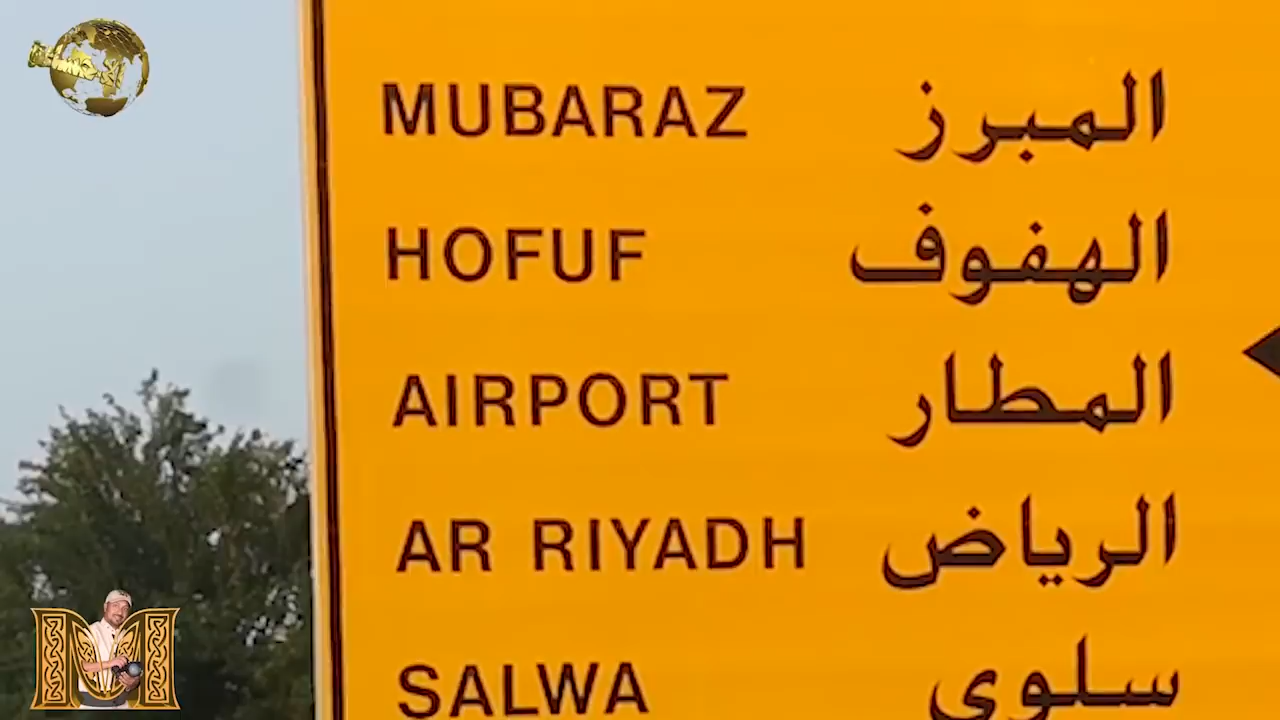 MUBARAZ المبرز
HOFUF الهفوف
AIRPORT المطار
AR RIYADH الرياض
SALWA سلوى
M